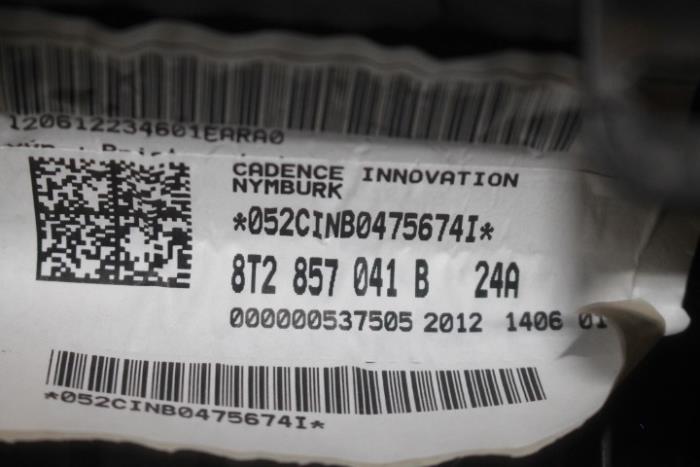 120612234601EARA0
CADENCE INNOVATION
NYMBURK
*052CINB0475674I*
8T2 857 041 B 24A
000000537505 2012 1406 01
*052CINB0475674I*